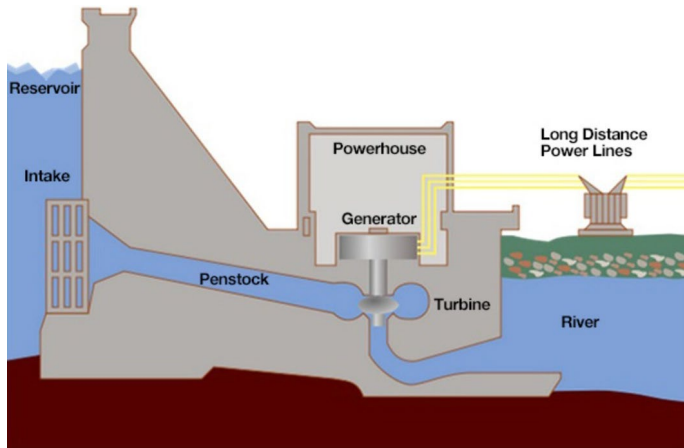 Reservoir
Intake
Penstock
Powerhouse
Generator
Turbine
Long Distance
Power Lines
River